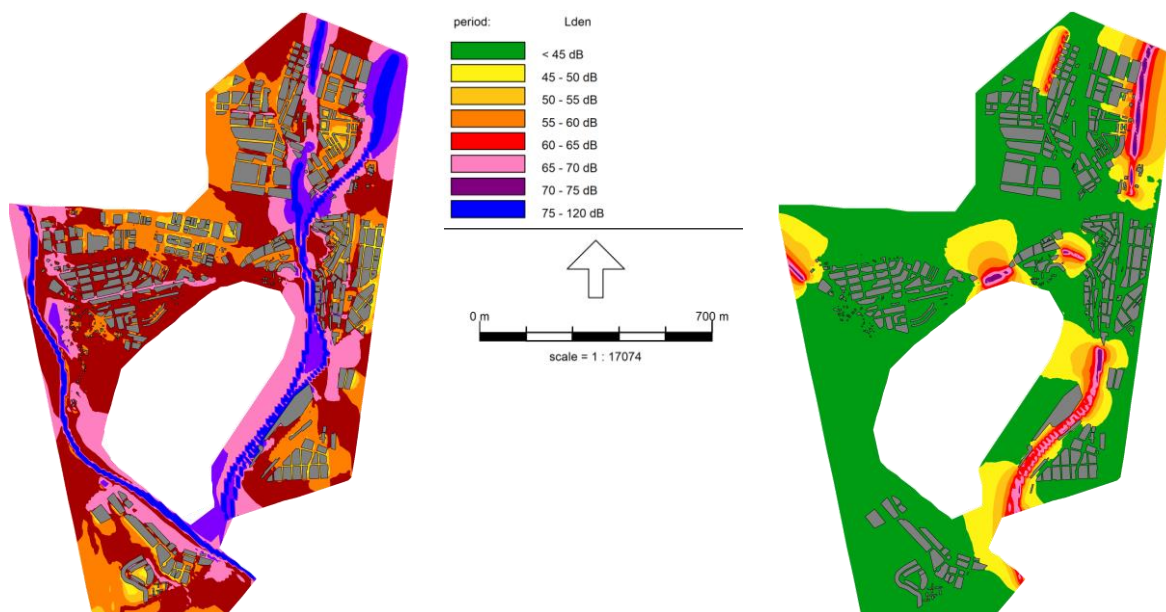 period: Lden
< 45 dB
45 - 50 dB
50 - 55 dB
55 - 60 dB
60 - 65 dB
65 - 70 dB
70 - 75 dB
75 - 120 dB
0 m 700 m
scale = 1 : 17074